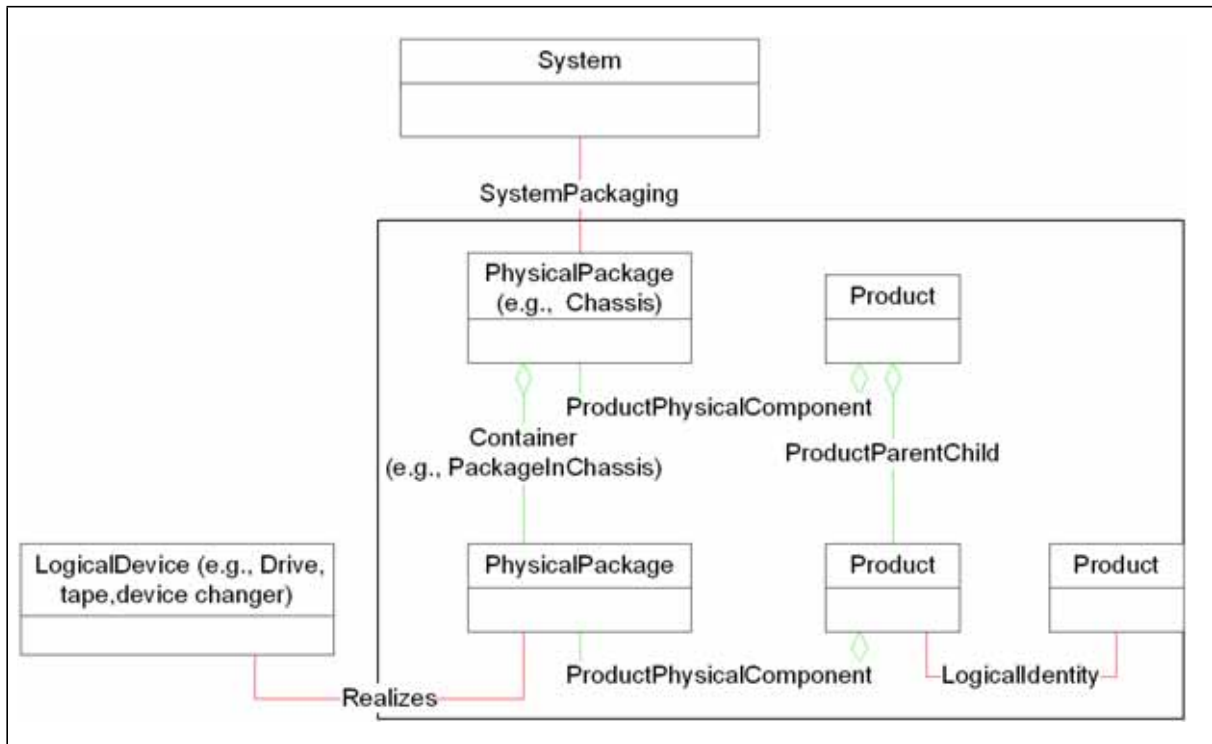 System
SystemPackaging
PhysicalPackage
(e.g., Chassis)
Product
ProductPhysicalComponent
Container
(e.g., PackageInChassis)
ProductParentChild
LogicalDevice (e.g., Drive,
tape,device changer)
PhysicalPackage
Product
Product
ProductPhysicalComponent
LogicalIdentity
Realizes